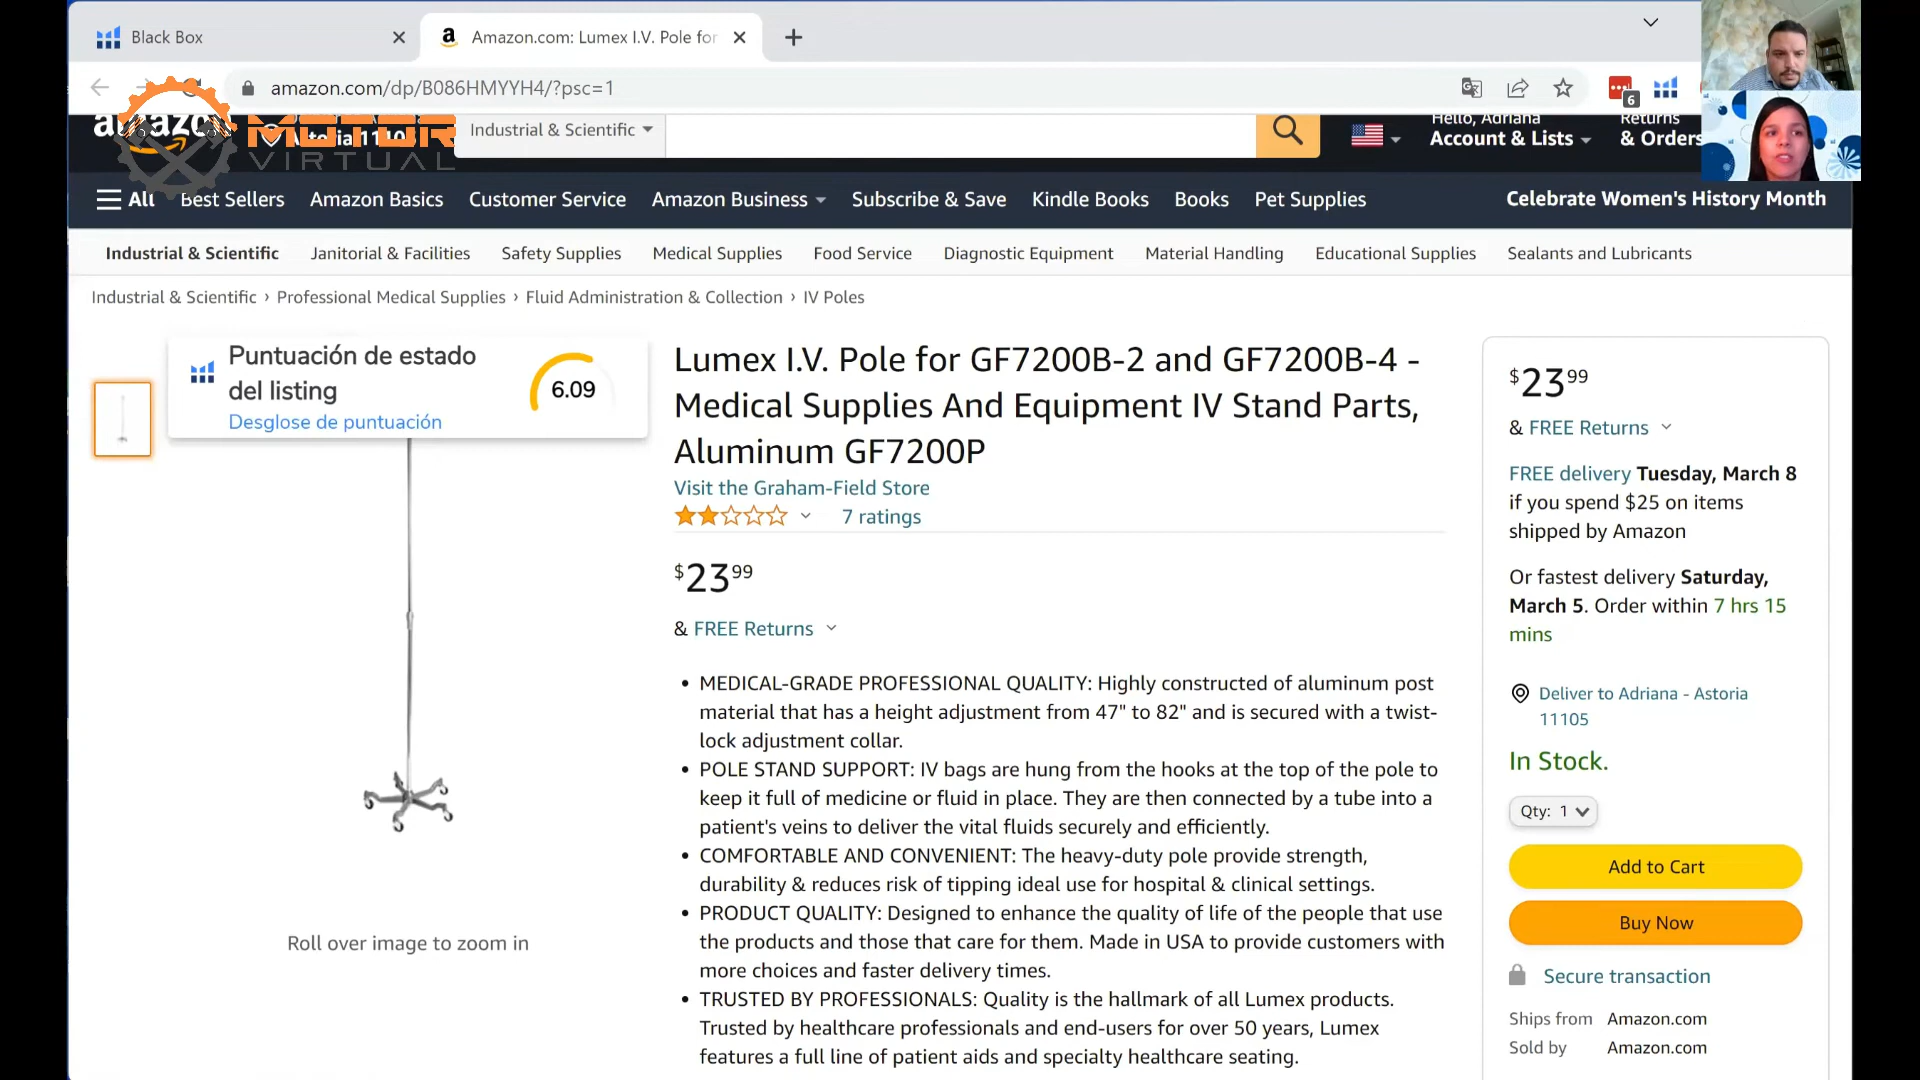 Black Box
Amazon.com: Lumex I.V. Pole for
amazon.com/dp/B086HMYYH4/?psc=1
6
amazo
MOTOR
VIRTUAL
11105
Industrial & Scientific
Hello, Adriana
Account & Lists
Returns
& Orders
All
Best Sellers
Amazon Basics
Customer Service
Amazon Business
Subscribe & Save
Kindle Books
Books
Pet Supplies
Celebrate Women's History Month
Industrial & Scientific
Janitorial & Facilities
Safety Supplies
Medical Supplies
Food Service
Diagnostic Equipment
Material Handling
Educational Supplies
Sealants and Lubricants
Industrial & Scientific › Professional Medical Supplies › Fluid Administration & Collection › IV Poles
Puntuación de estado
del listing
Desglose de puntuación
6.09
Roll over image to zoom in
Lumex I.V. Pole for GF7200B-2 and GF7200B-4 -
Medical Supplies And Equipment IV Stand Parts,
Aluminum GF7200P
Visit the Graham-Field Store
7 ratings
$23 99
& FREE Returns
• MEDICAL-GRADE PROFESSIONAL QUALITY: Highly constructed of aluminum post
material that has a height adjustment from 47" to 82" and is secured with a twist-
lock adjustment collar.
• POLE STAND SUPPORT: IV bags are hung from the hooks at the top of the pole to
keep it full of medicine or fluid in place. They are then connected by a tube into a
patient's veins to deliver the vital fluids securely and efficiently.
• COMFORTABLE AND CONVENIENT: The heavy-duty pole provide strength,
durability & reduces risk of tipping ideal use for hospital & clinical settings.
• PRODUCT QUALITY: Designed to enhance the quality of life of the people that use
the products and those that care for them. Made in USA to provide customers with
more choices and faster delivery times.
• TRUSTED BY PROFESSIONALS: Quality is the hallmark of all Lumex products.
Trusted by healthcare professionals and end-users for over 50 years, Lumex
features a full line of patient aids and specialty healthcare seating.
$23 99
& FREE Returns
FREE delivery Tuesday, March 8
if you spend $25 on items
shipped by Amazon
Or fastest delivery Saturday,
March 5. Order within 7 hrs 15
mins
Deliver to Adriana - Astoria
11105
In Stock.
Qty: 1
Add to Cart
Buy Now
Secure transaction
Ships from Amazon.com
Sold by Amazon.com